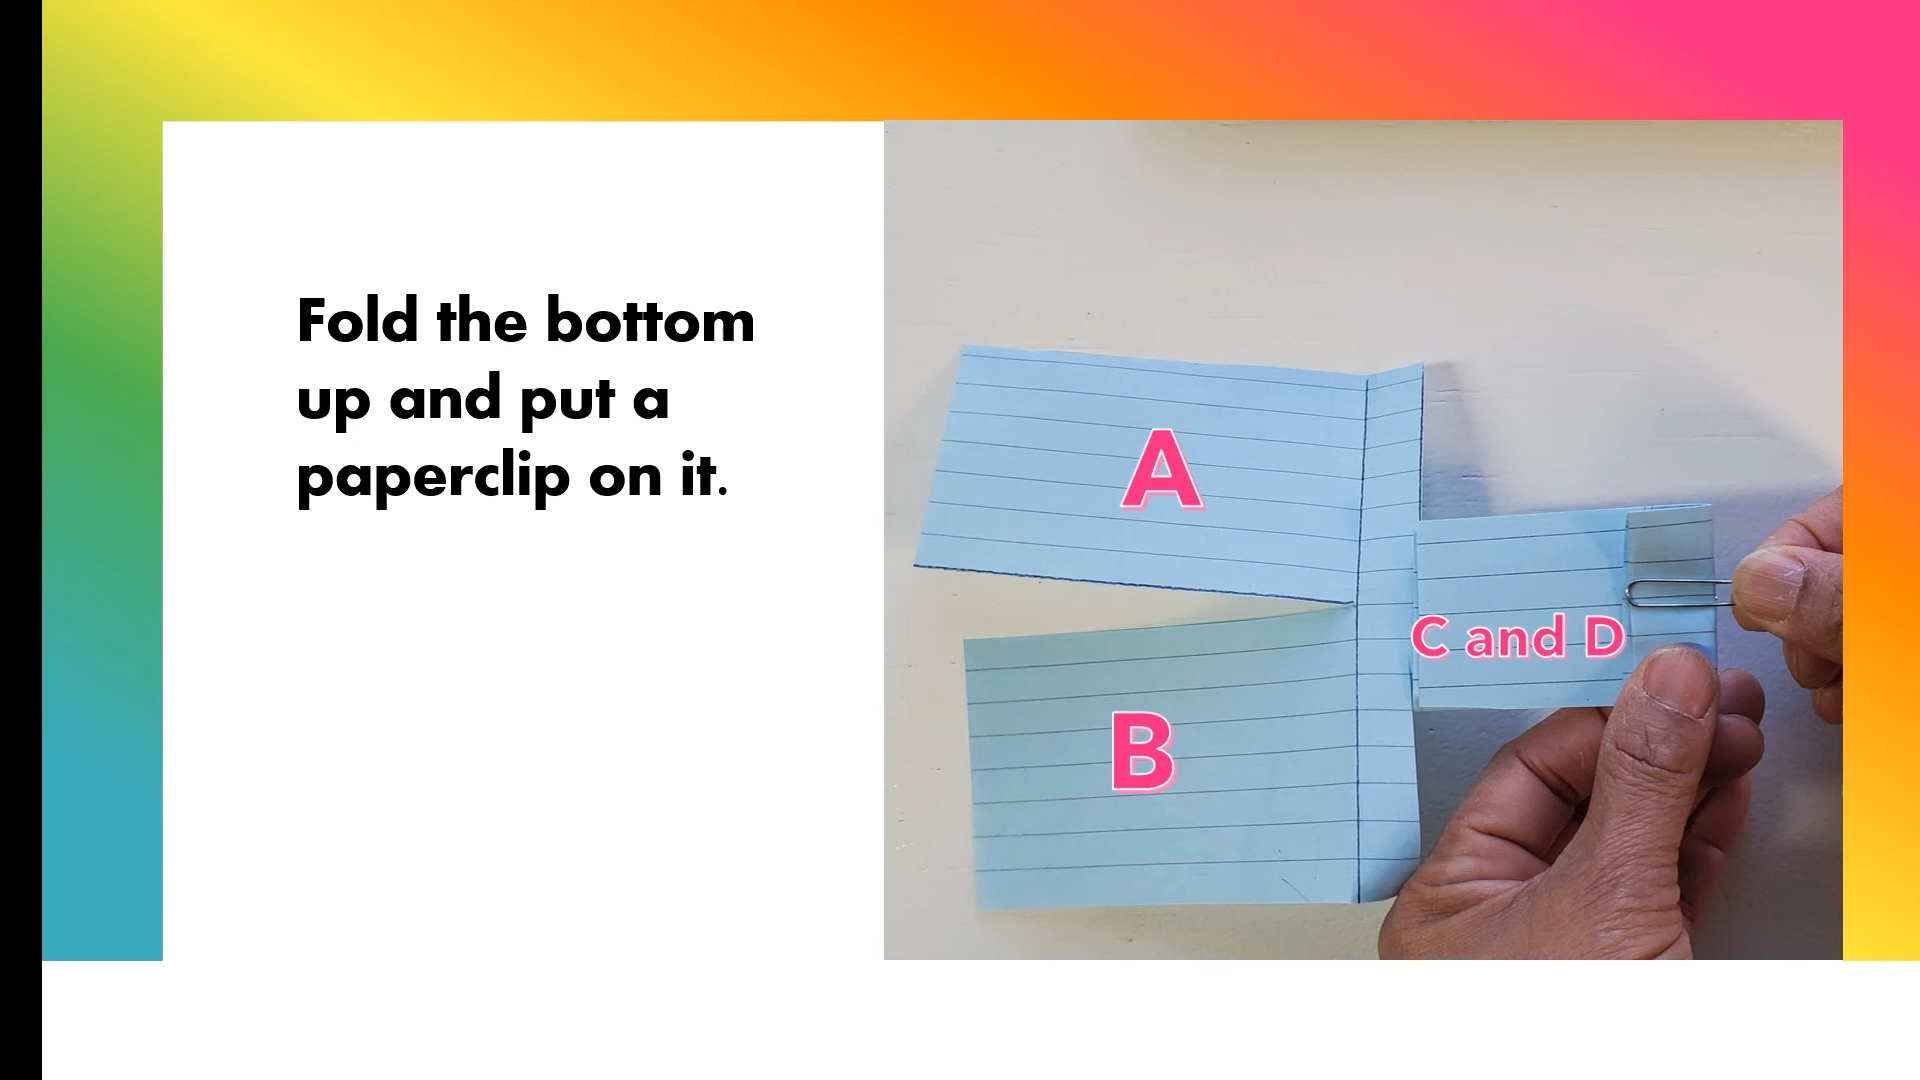 Fold the bottom
up and put a
paperclip on it.
A
C and D
B